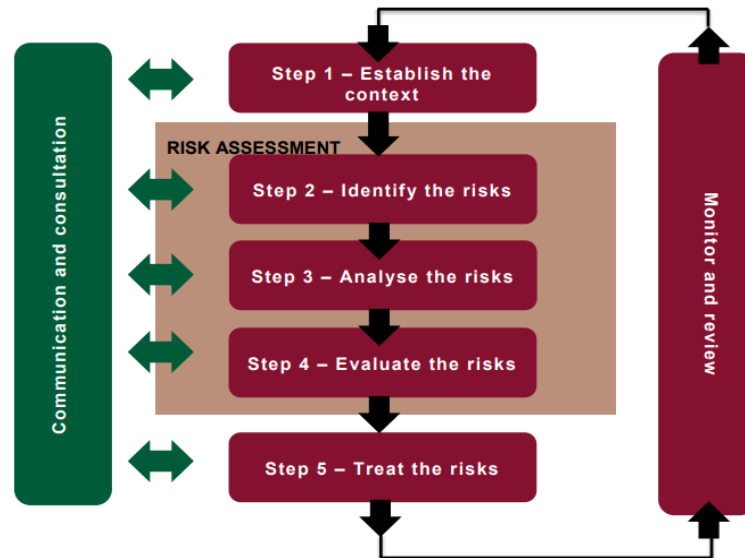 Step 1 – Establish the
context
RISK ASSESSMENT
Step 2 – Identify the risks
Step 3 – Analyse the risks
Step 4 – Evaluate the risks
Step 5 – Treat the risks
Communication and consultation
Monitor and review